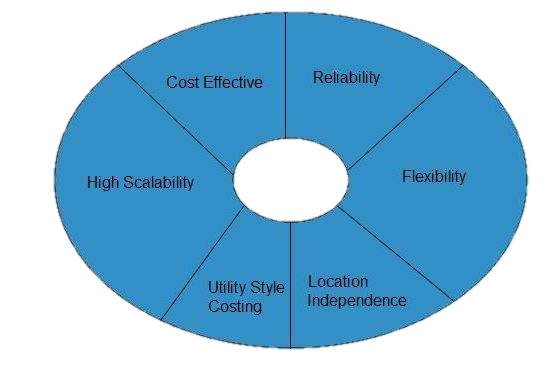 Cost Effective
Reliability
High Scalability
Flexibility
Utility Style
Costing
Location
Independence